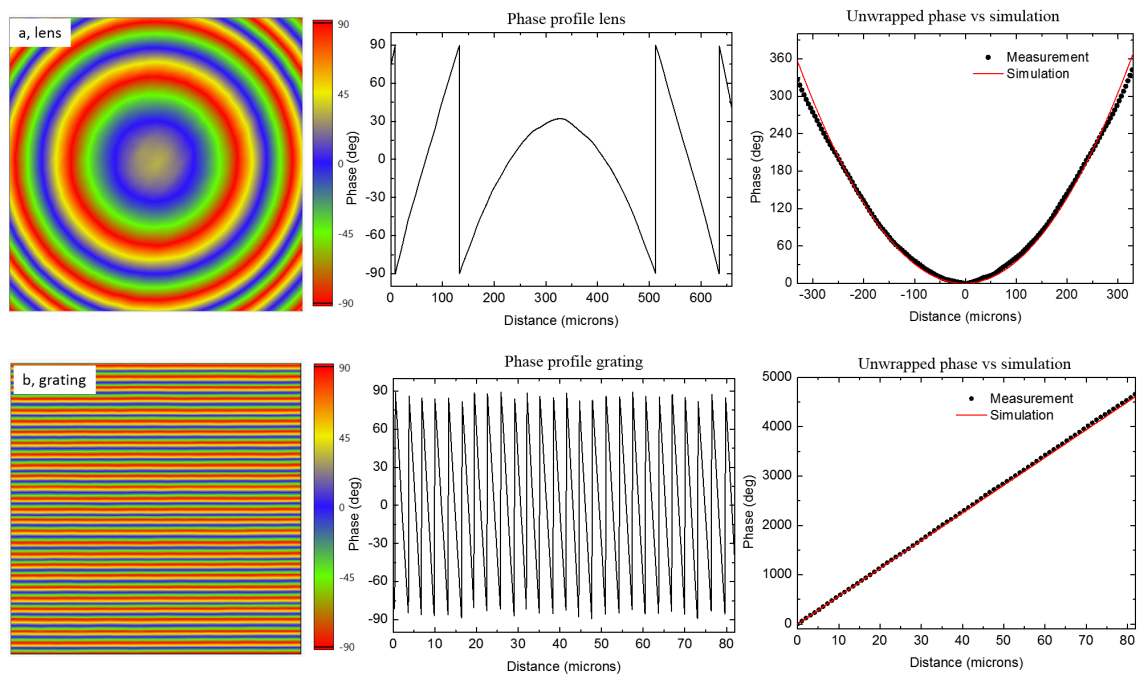 a, lens
90
45
0
-45
-90
Phase profile lens
Phase (deg)
90
60
30
0
-30
-60
-90
0 100 200 300 400 500 600
Distance (microns)
Unwrapped phase vs simulation
Measurement
Simulation
Phase (deg)
360
300
240
180
120
60
0
-300 -200 -100 0 100 200 300
Distance (microns)
b, grating
90
45
0
-45
-90
Phase profile grating
Phase (deg)
90
60
30
0
-30
-60
-90
0 10 20 30 40 50 60 70 80
Distance (microns)
Unwrapped phase vs simulation
Measurement
Simulation
Phase (deg)
5000
4000
3000
2000
1000
0
0 10 20 30 40 50 60 70 80
Distance (microns)